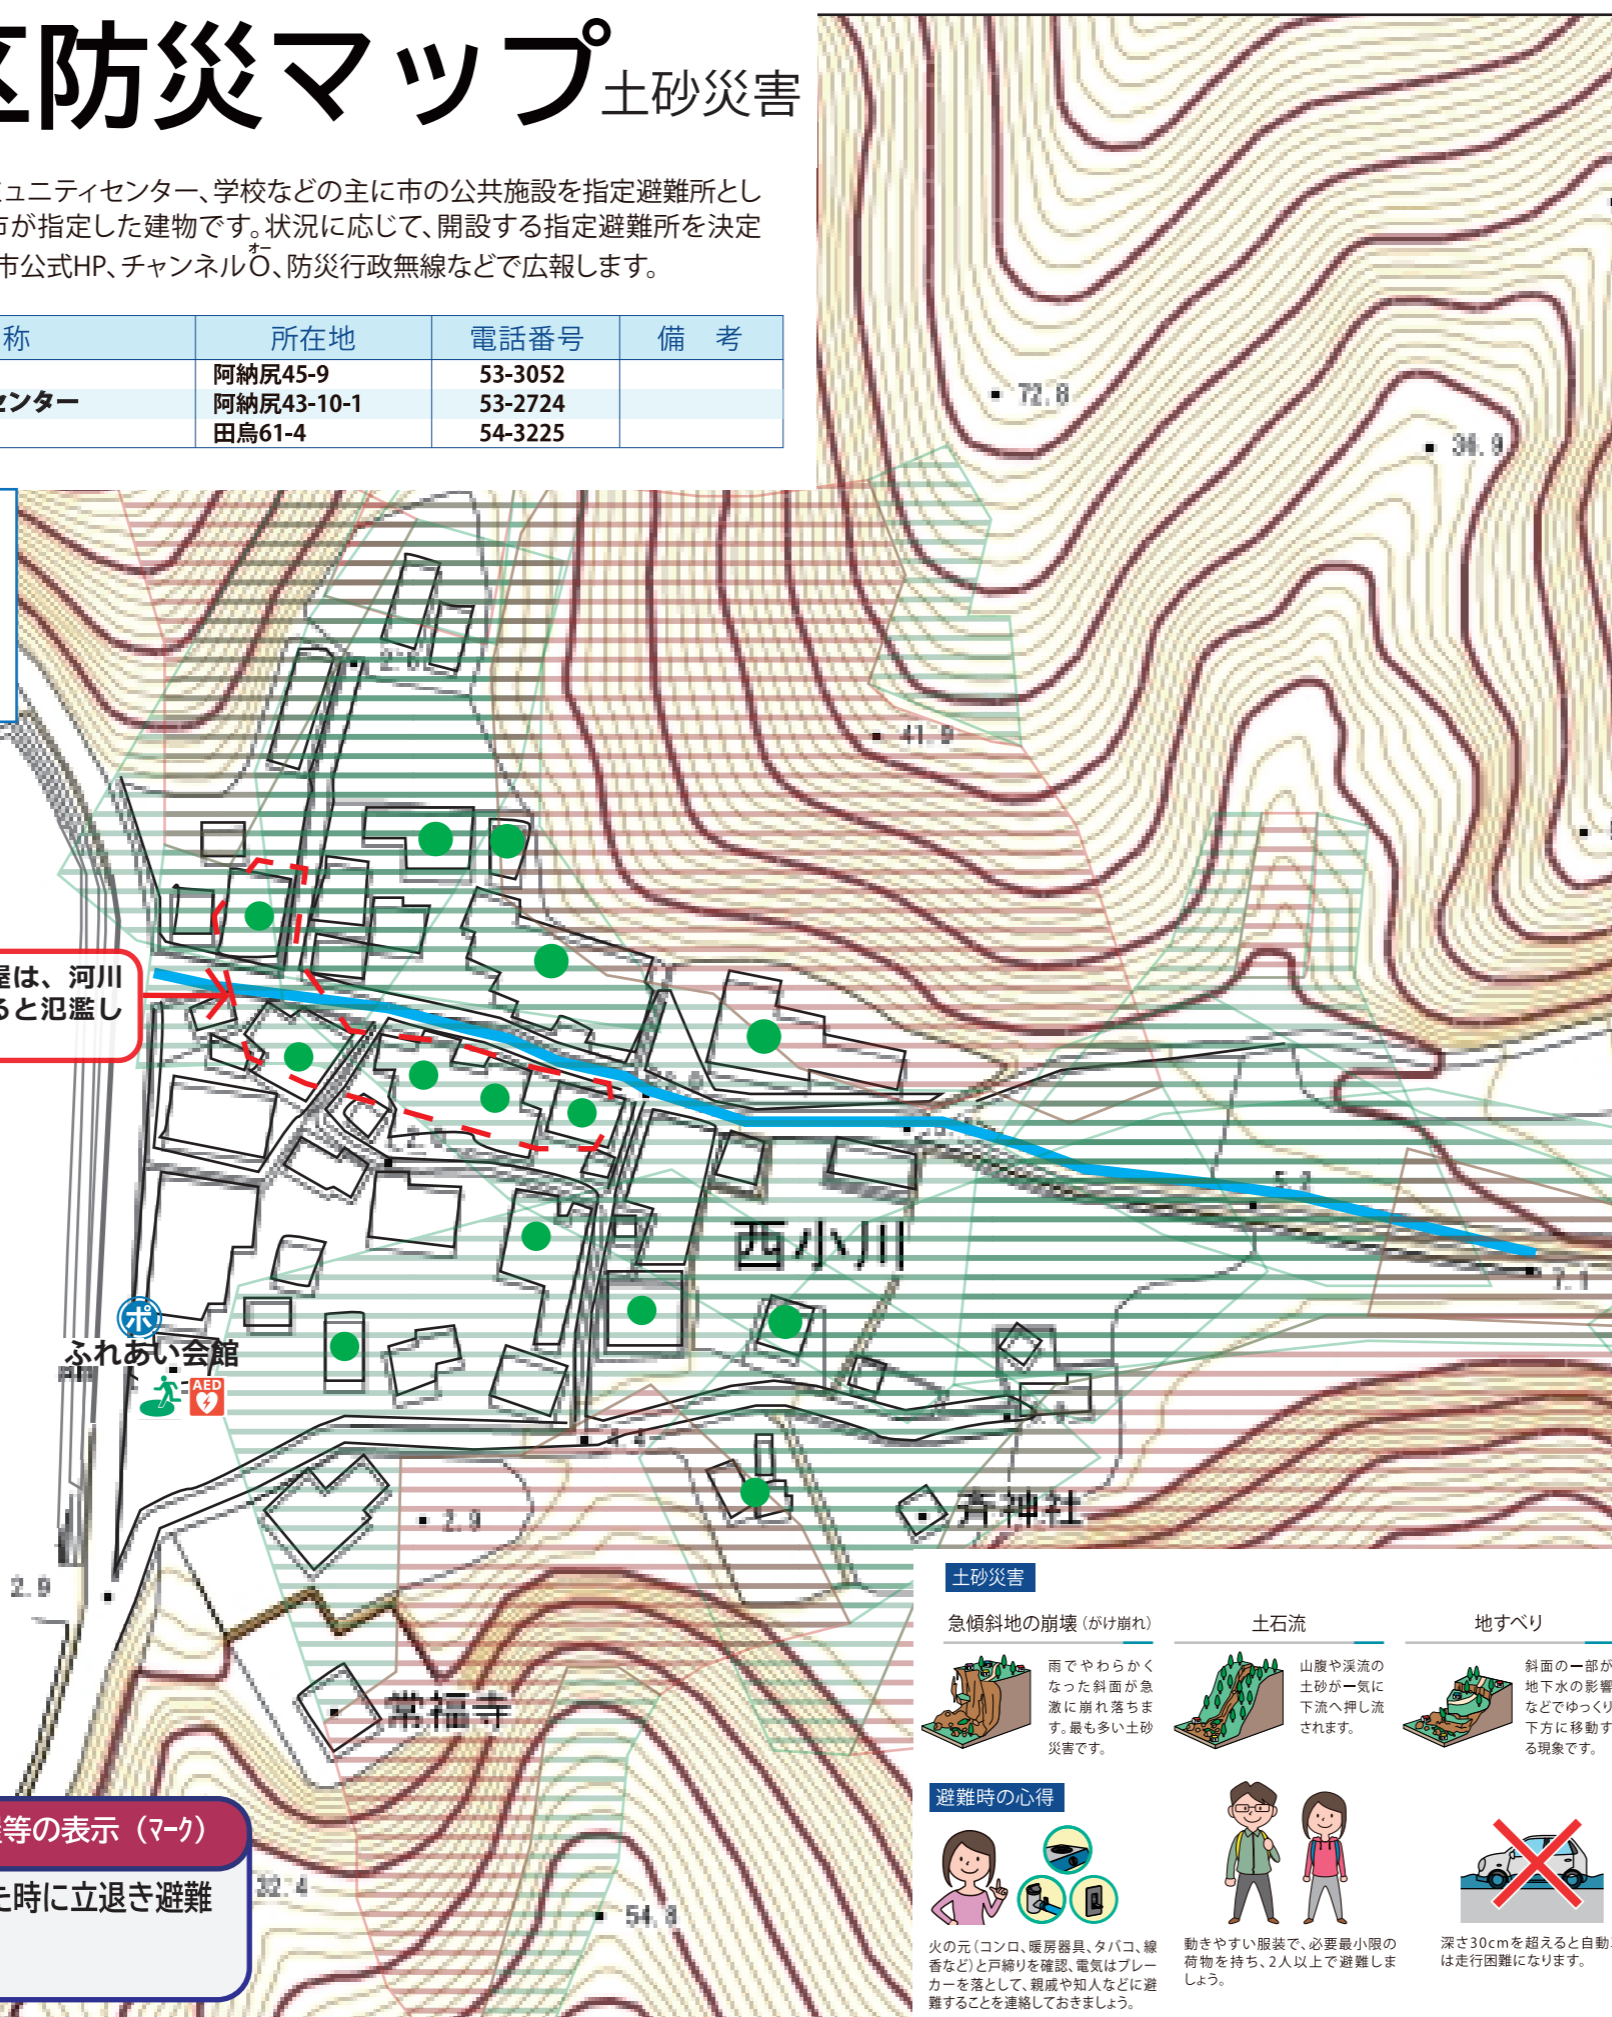 区防災マップ 土砂災害
ミュニティセンター、学校などの主に市の公共施設を指定避難所とし
市が指定した建物です。状況に応じて、開設する指定避難所を決定
市公式HP、チャンネルO、防災行政無線などで広報します。
オー
称 所在地 電話番号 備 考
阿納尻45-9 53-3052
センター 阿納尻43-10-1 53-2724
田烏61-4 54-3225
72.8
36.9
2.6
41.9
屋は、河川
ると氾濫し
5.2
西小川
7.1
ポ
ふれあい会館
AED
4.4
2.9
斉神社
2.9
常福寺
等の表示（ﾏｰｸ）
た時に立退き避難
32.4
54.8
土砂災害
急傾斜地の崩壊（がけ崩れ）
雨でやわらかく
なった斜面が急
激に崩れ落ちま
す。最も多い土砂
災害です。
土石流
山腹や渓流の
土砂が一気に
下流へ押し流
されます。
地すべり
斜面の一部が
地下水の影響
などでゆっくり
下方に移動す
る現象です。
避難時の心得
火の元（コンロ、暖房器具、タバコ、線
香など）と戸締りを確認、電気はブレー
カーを落として、親戚や知人などに避
難することを連絡しておきましょう。
動きやすい服装で、必要最小限の
荷物を持ち、2人以上で避難しま
しょう。
深さ30cmを超えると自動
は走行困難になります。